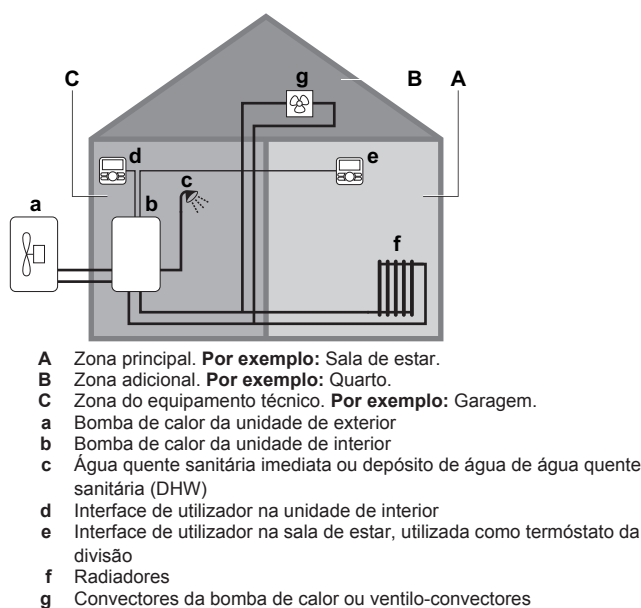 C
g
B
A
d
e
c
a
b
f
A Zona principal. Por exemplo: Sala de estar.
B Zona adicional. Por exemplo: Quarto.
C Zona do equipamento técnico. Por exemplo: Garagem.
a Bomba de calor da unidade de exterior
b Bomba de calor da unidade de interior
c Água quente sanitária imediata ou depósito de água de água quente
sanitária (DHW)
d Interface de utilizador na unidade de interior
e Interface de utilizador na sala de estar, utilizada como termóstato da
divisão
f Radiadores
g Convectores da bomba de calor ou ventilo-convectores